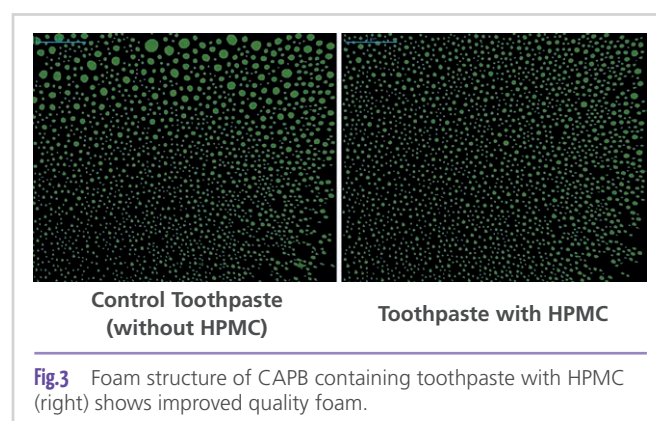 Control Toothpaste
(without HPMC)
Toothpaste with HPMC
Fig.3 Foam structure of CAPB containing toothpaste with HPMC
(right) shows improved quality foam.